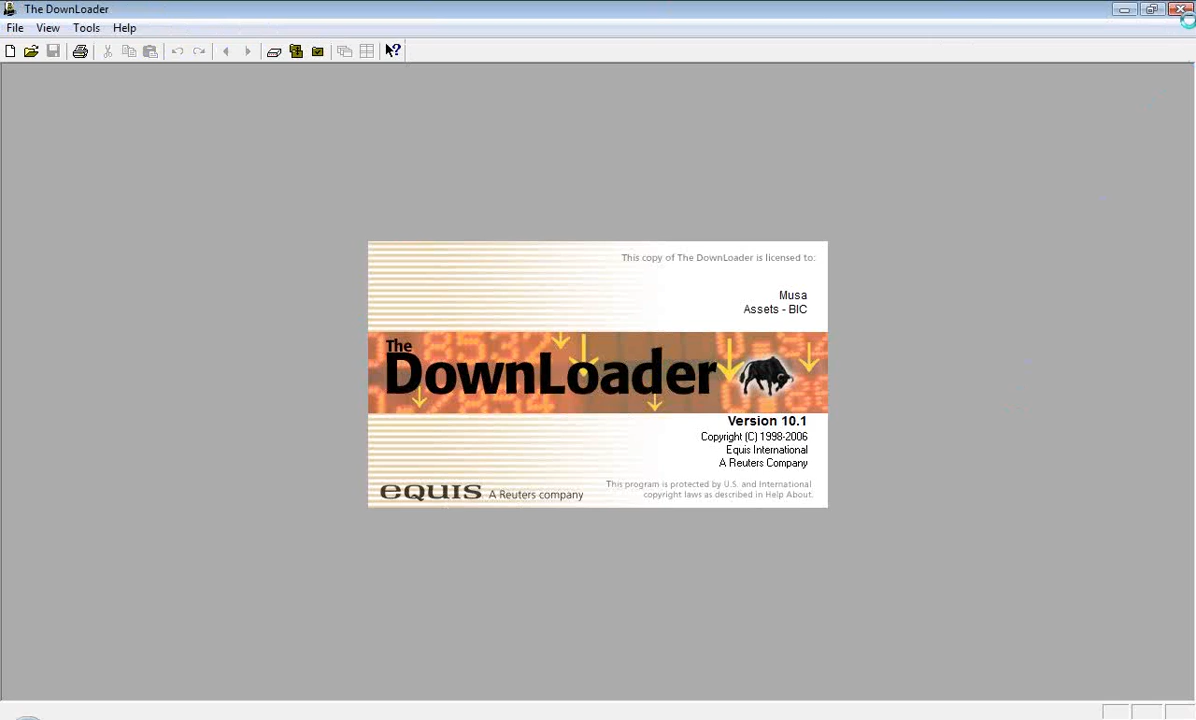 The DownLoader
File View Tools Help
This copy of The DownLoader is licensed to:
Musa
Assets - BIC
The
DownLoader
Version 10.1
Copyright (C) 1998-2006
Equis International
A Reuters Company
equis A Reuters company
This program is protected by U.S. and International
copyright laws as described in Help About.